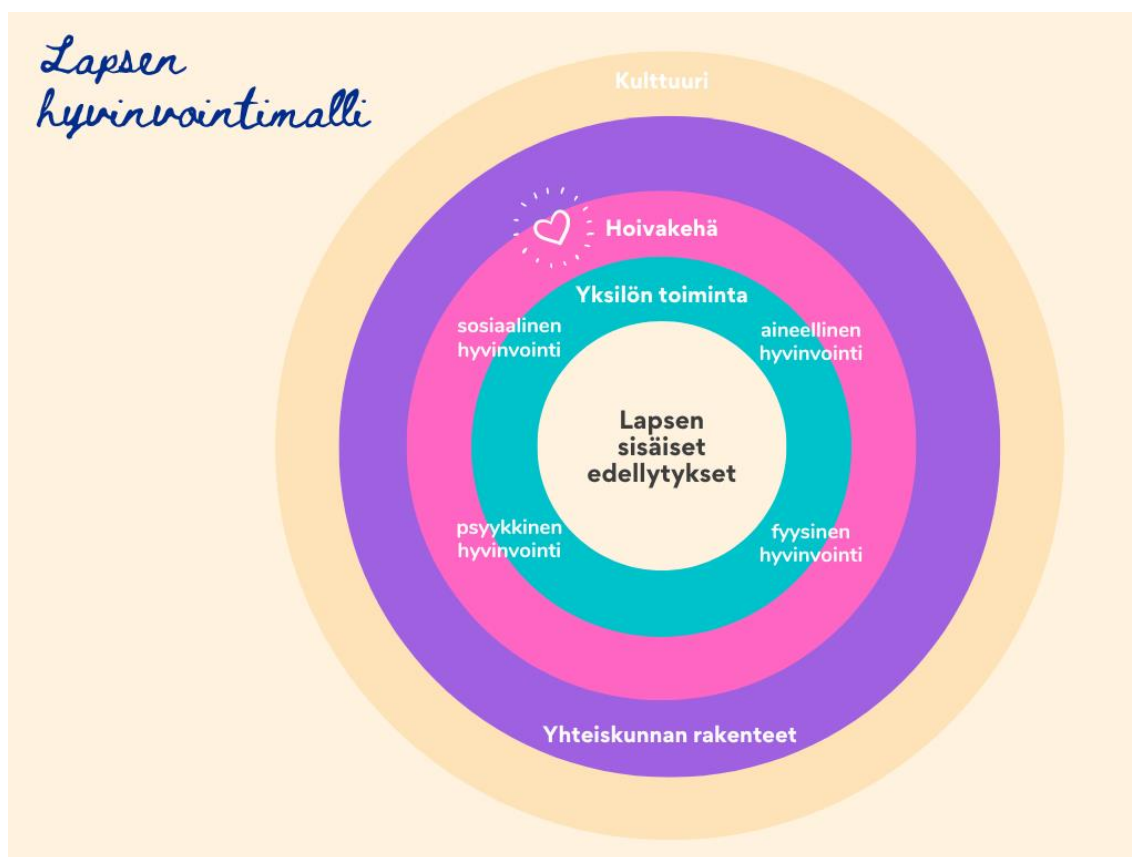 Lapsen
hyvinvointimalli
Kulttuuri
Hoivakehä
Yksilön toiminta
sosiaalinen
hyvinvointi
aineellinen
hyvinvointi
Lapsen
sisäiset
edellytykset
psyykkinen
hyvinvointi
fyysinen
hyvinvointi
Yhteiskunnan rakenteet